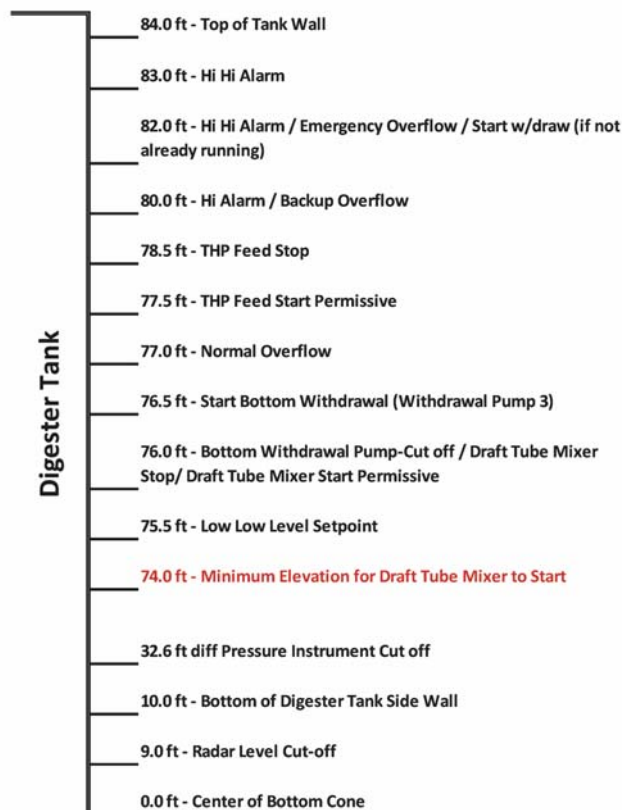 84.0 ft - Top of Tank Wall
83.0 ft - Hi Hi Alarm
82.0 ft - Hi Hi Alarm / Emergency Overflow / Start w/draw (if not
already running)
80.0 ft - Hi Alarm / Backup Overflow
78.5 ft - THP Feed Stop
77.5 ft - THP Feed Start Permissive
77.0 ft - Normal Overflow
Digester Tank
76.5 ft - Start Bottom Withdrawal (Withdrawal Pump 3)
76.0 ft - Bottom Withdrawal Pump-Cut off / Draft Tube Mixer
Stop/ Draft Tube Mixer Start Permissive
75.5 ft - Low Low Level Setpoint
74.0 ft - Minimum Elevation for Draft Tube Mixer to Start
32.6 ft diff Pressure Instrument Cut off
10.0 ft - Bottom of Digester Tank Side Wall
9.0 ft - Radar Level Cut-off
0.0 ft - Center of Bottom Cone